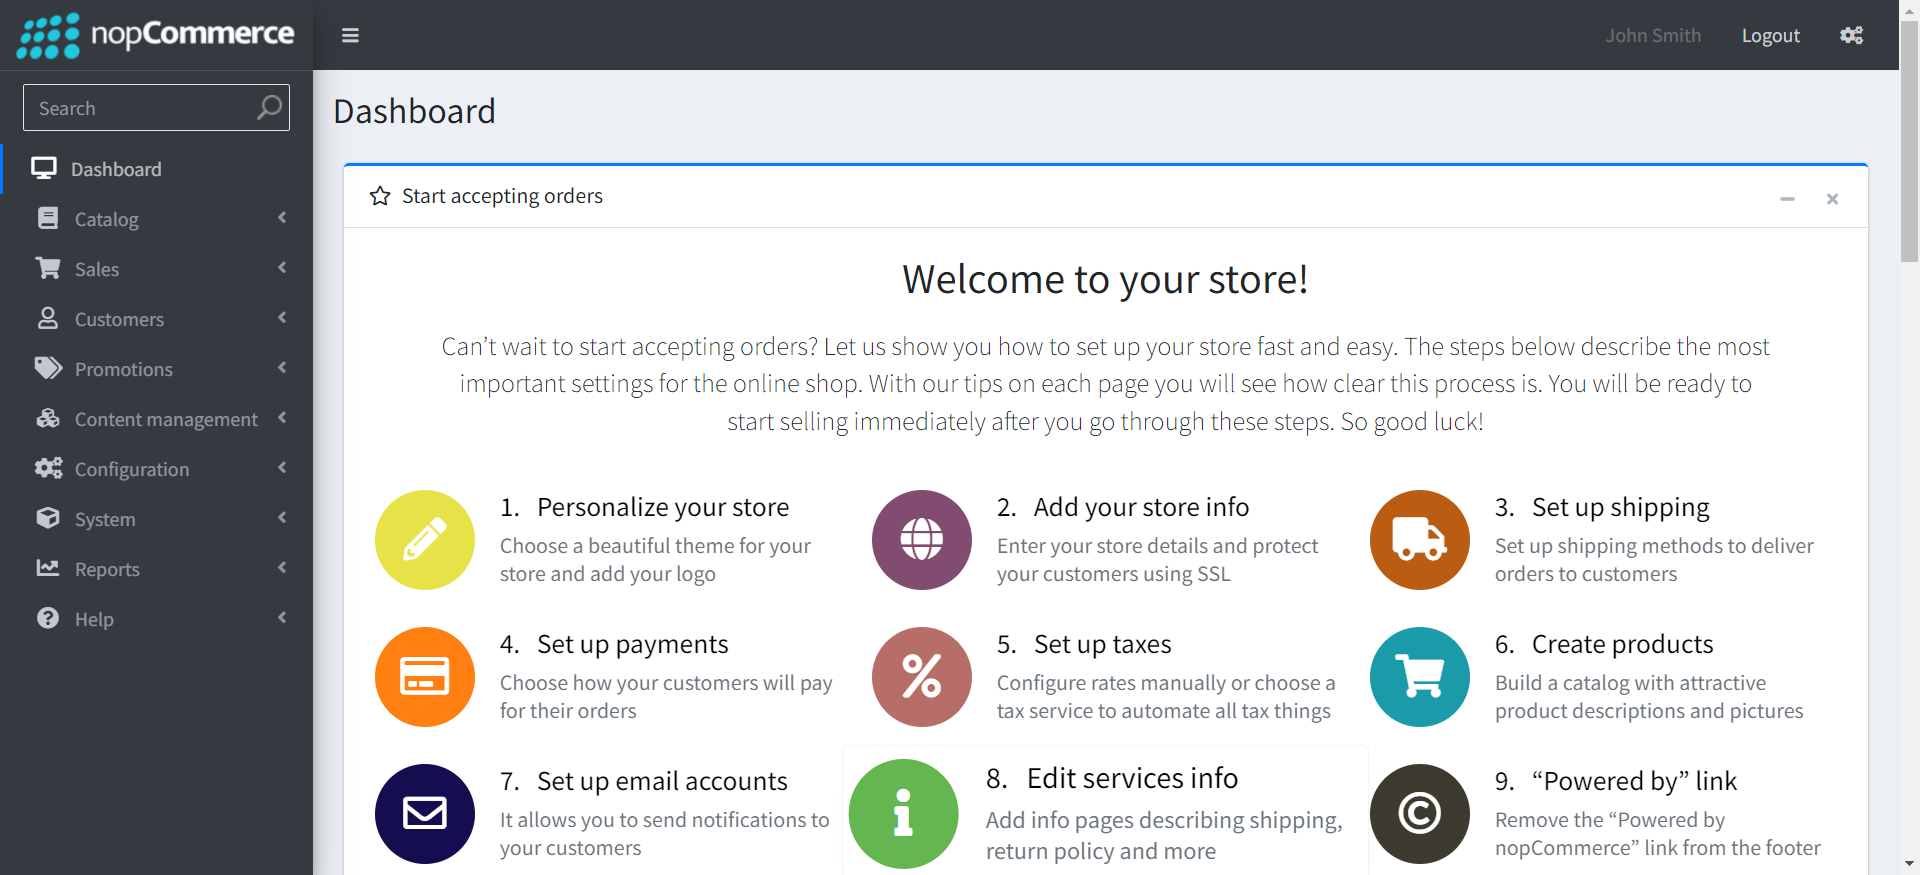 nopCommerce
John Smith
Logout
Search
Dashboard
Catalog
Sales
Customers
Promotions
Content management
Configuration
System
Reports
Help
Dashboard
Start accepting orders
Welcome to your store!
Can’t wait to start accepting orders? Let us show you how to set up your store fast and easy. The steps below describe the most
important settings for the online shop. With our tips on each page you will see how clear this process is. You will be ready to
start selling immediately after you go through these steps. So good luck!
1. Personalize your store
Choose a beautiful theme for your
store and add your logo
2. Add your store info
Enter your store details and protect
your customers using SSL
3. Set up shipping
Set up shipping methods to deliver
orders to customers
4. Set up payments
Choose how your customers will pay
for their orders
5. Set up taxes
Configure rates manually or choose a
tax service to automate all tax things
6. Create products
Build a catalog with attractive
product descriptions and pictures
7. Set up email accounts
It allows you to send notifications to
your customers
8. Edit services info
Add info pages describing shipping,
return policy and more
9. “Powered by” link
Remove the “Powered by
nopCommerce” link from the footer